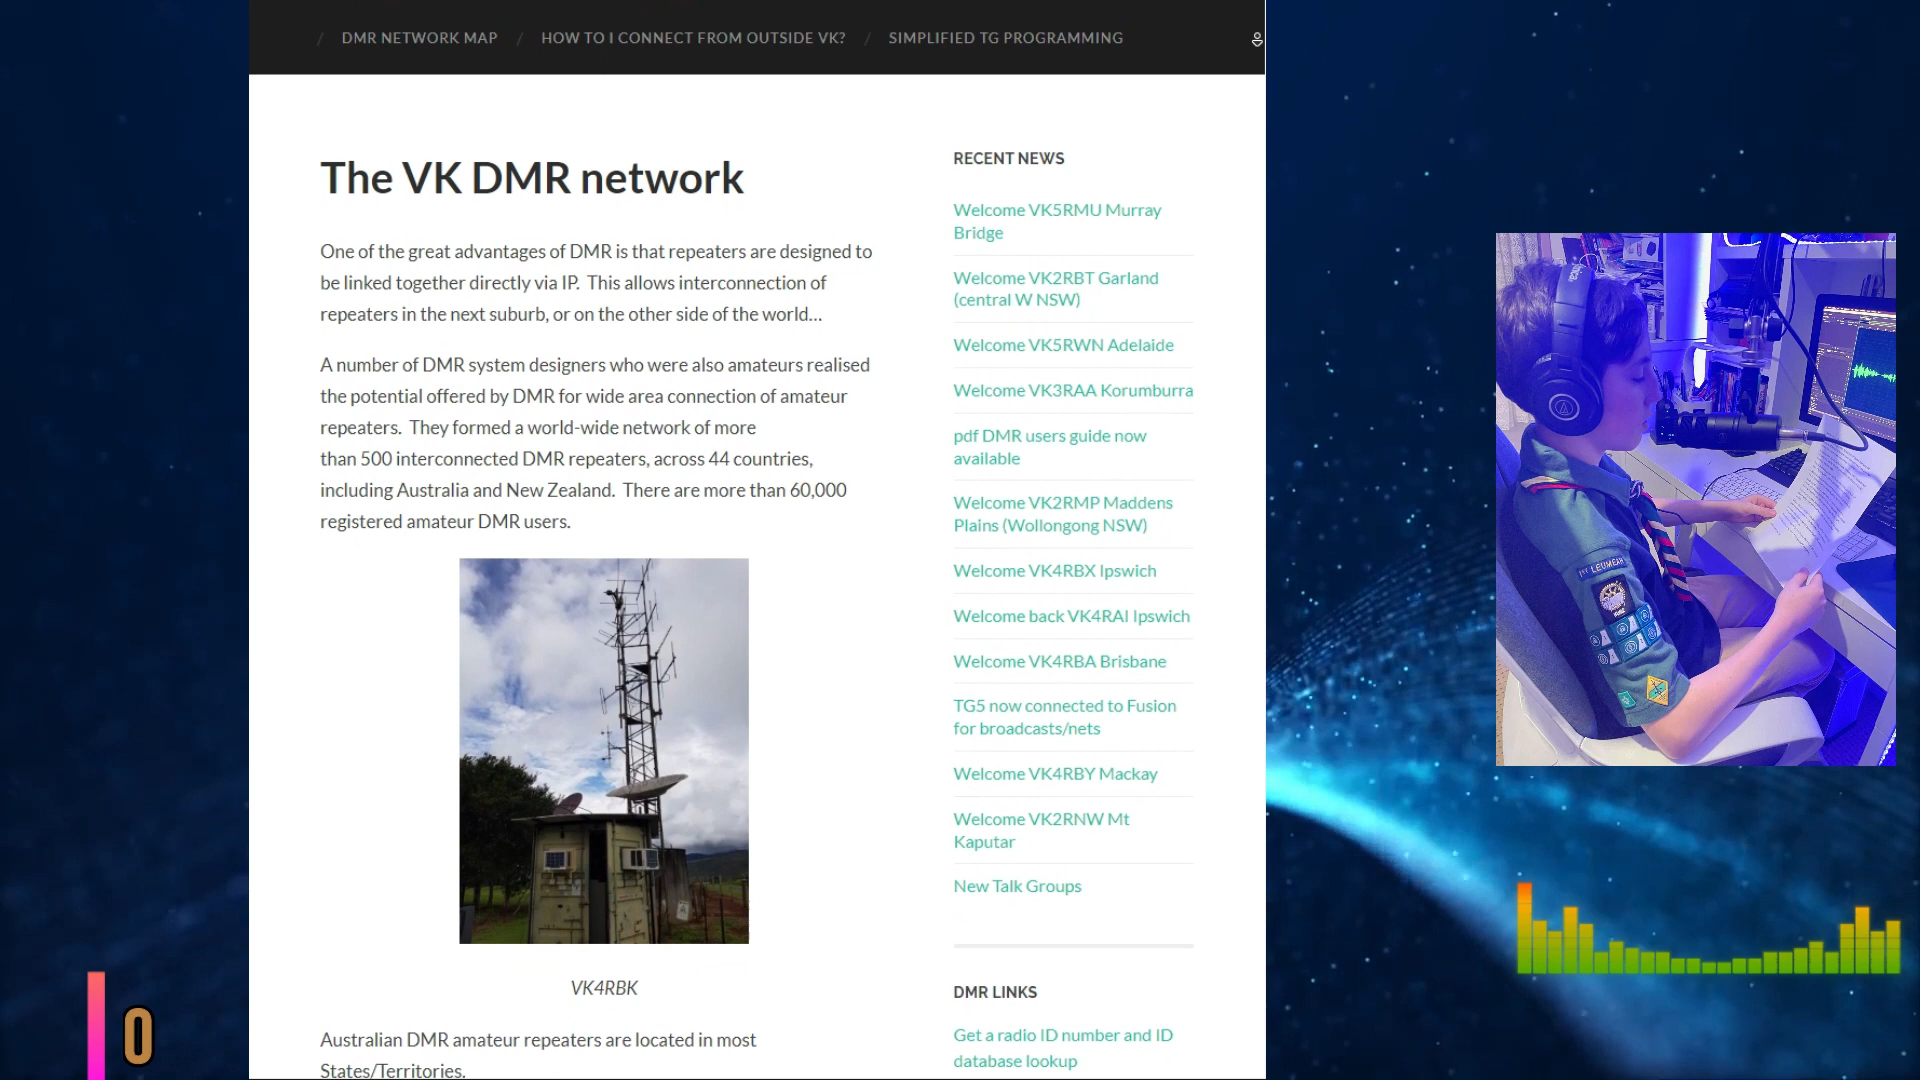 / DMR NETWORK MAP / HOW TO I CONNECT FROM OUTSIDE VK? / SIMPLIFIED TG PROGRAMMING
The VK DMR network
One of the great advantages of DMR is that repeaters are designed to
be linked together directly via IP. This allows interconnection of
repeaters in the next suburb, or on the other side of the world...
A number of DMR system designers who were also amateurs realised
the potential offered by DMR for wide area connection of amateur
repeaters. They formed a world-wide network of more
than 500 interconnected DMR repeaters, across 44 countries,
including Australia and New Zealand. There are more than 60,000
registered amateur DMR users.
VK4RBK
Australian DMR amateur repeaters are located in most
States/Territories.
RECENT NEWS
Welcome VK5RMU Murray
Bridge
Welcome VK2RBT Garland
(central W NSW)
Welcome VK5RWN Adelaide
Welcome VK3RAA Korumburra
pdf DMR users guide now
available
Welcome VK2RMP Maddens
Plains (Wollongong NSW)
Welcome VK4RBX Ipswich
Welcome back VK4RAI Ipswich
Welcome VK4RBA Brisbane
TG5 now connected to Fusion
for broadcasts/nets
Welcome VK4RBY Mackay
Welcome VK2RNW Mt
Kaputar
New Talk Groups
DMR LINKS
Get a radio ID number and ID
database lookup
1ST LEUMEAH
0